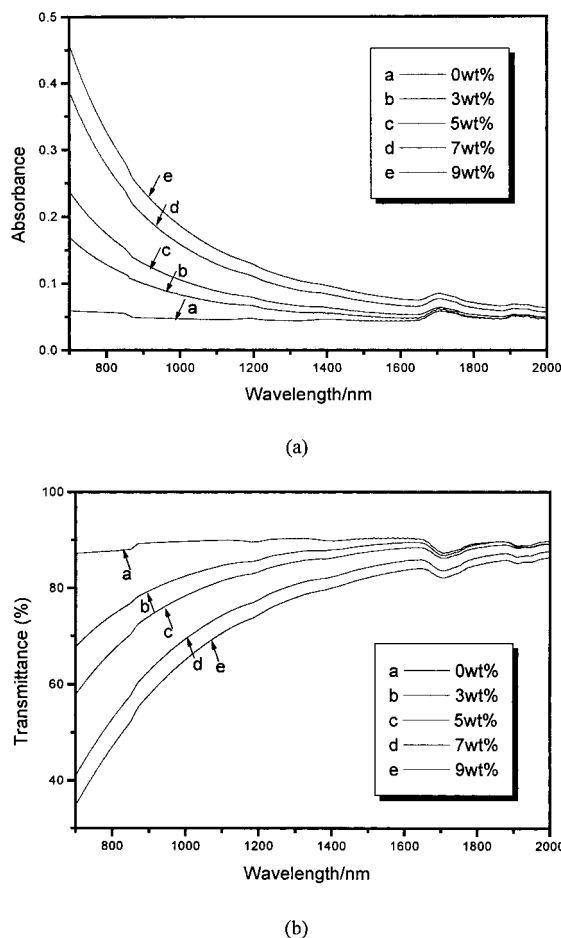 0.5
0.4
0.3
0.2
0.1
0.0
Absorbance
a 0wt%
b 3wt%
c 5wt%
d 7wt%
e 9wt%
e
d
c
b
a
800 1000 1200 1400 1600 1800 2000
Wavelength/nm
(a)
100
80
60
40
Transmittance (%)
a
b
c
d
e
a 0wt%
b 3wt%
c 5wt%
d 7wt%
e 9wt%
800 1000 1200 1400 1600 1800 2000
Wavelength/nm
(b)